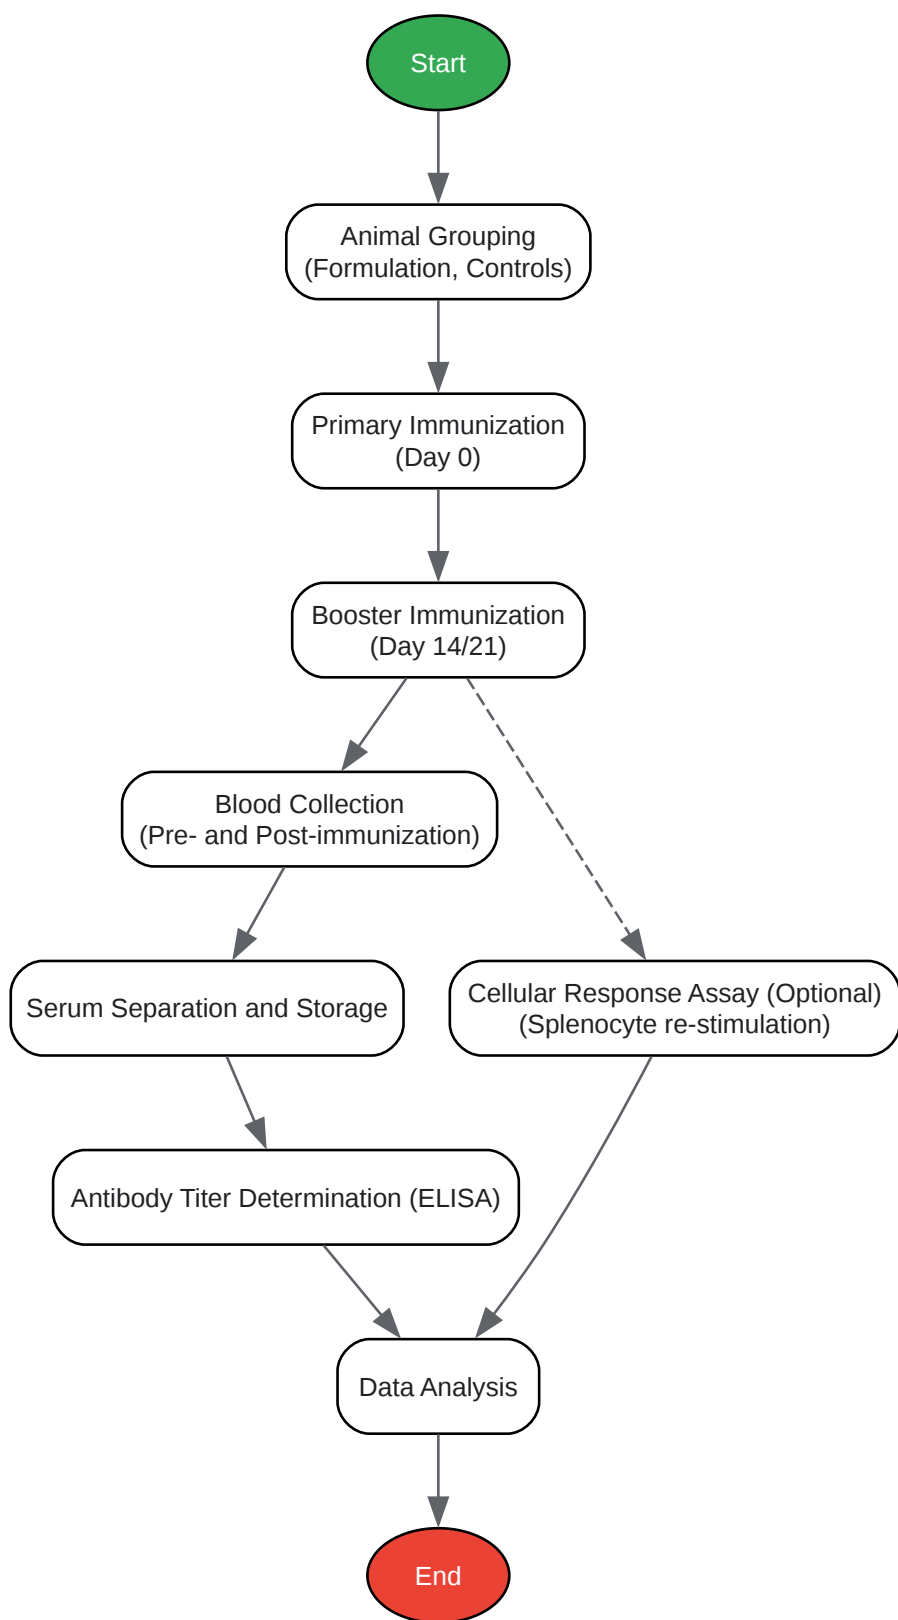 Start
Animal Grouping
(Formulation, Controls)
Primary Immunization
(Day 0)
Booster Immunization
(Day 14/21)
Blood Collection
(Pre- and Post-immunization)
Serum Separation and Storage
Cellular Response Assay (Optional)
(Splenocyte re-stimulation)
Antibody Titer Determination (ELISA)
Data Analysis
End